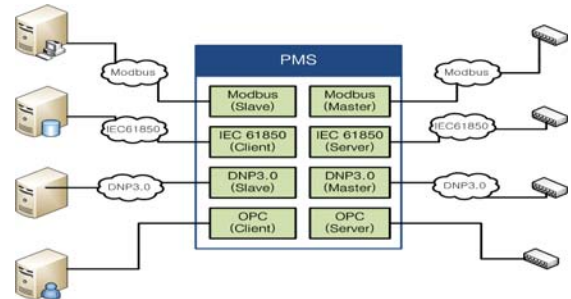 PMS
Modbus
Modbus
(Slave)
Modbus
(Master)
Modbus
IEC61850
IEC 61850
(Client)
IEC 61850
(Server)
IEC61850
DNP3.0
DNP3.0
(Slave)
DNP3.0
(Master)
DNP3.0
OPC
(Client)
OPC
(Server)